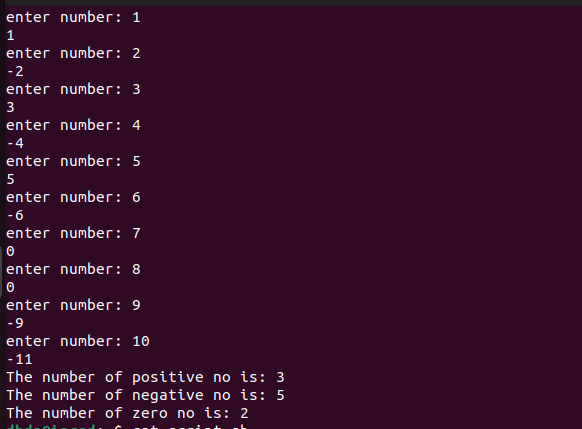 enter number: 1
1
enter number: 2
-2
enter number: 3
3
enter number: 4
-4
enter number: 5
5
enter number: 6
-6
enter number: 7
0
enter number: 8
0
enter number: 9
-9
enter number: 10
-11
The number of positive no is: 3
The number of negative no is: 5
The number of zero no is: 2